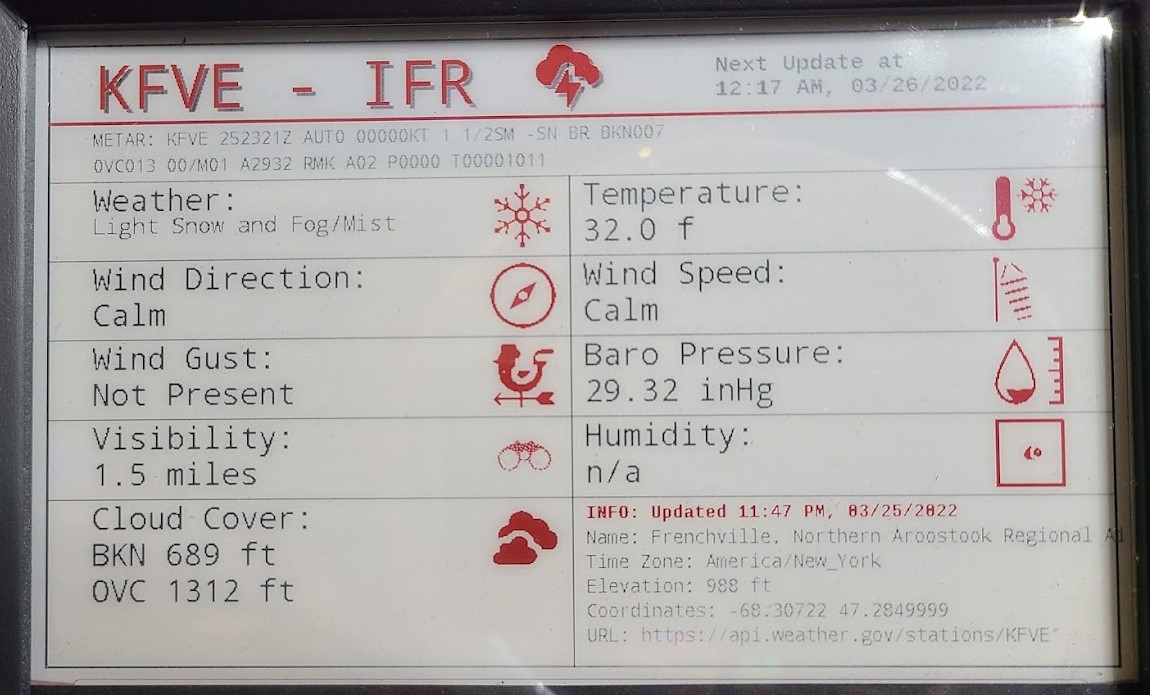 KFVE - IFR
Next Update at
12:17 AM, 03/26/2022
METAR: KFVE 252321Z AUTO 00000KT 1 1/2SM -SN BR BKN007
OVC013 00/M01 A2932 RMK A02 P0000 T00001011
Weather:
Light Snow and Fog/Mist
Temperature:
32.0 f
Wind Direction:
Calm
Wind Speed:
Calm
Wind Gust:
Not Present
Baro Pressure:
29.32 inHg
Visibility:
1.5 miles
Humidity:
n/a
Cloud Cover:
BKN 689 ft
OVC 1312 ft
INFO: Updated 11:47 PM, 03/25/2022
Name: Frenchville, Northern Aroostook Regional
Time Zone: America/New_York
Elevation: 988 ft
Coordinates: -68.30722 47.2849999
URL: https://api.weather.gov/stations/KFVE